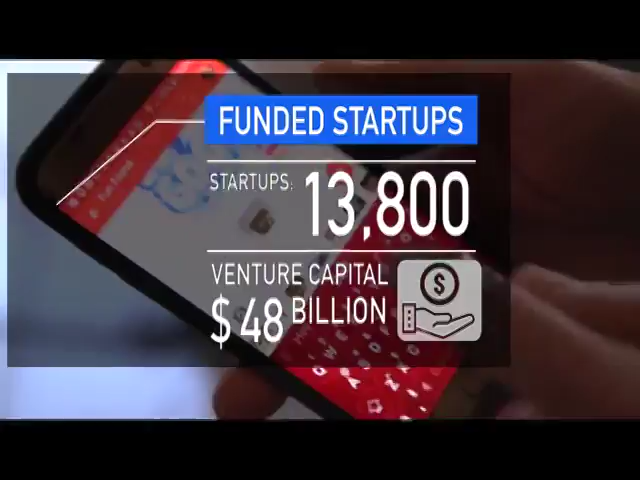 FUNDED STARTUPS
STARTUPS: 13,800
VENTURE CAPITAL
$48 BILLION
$